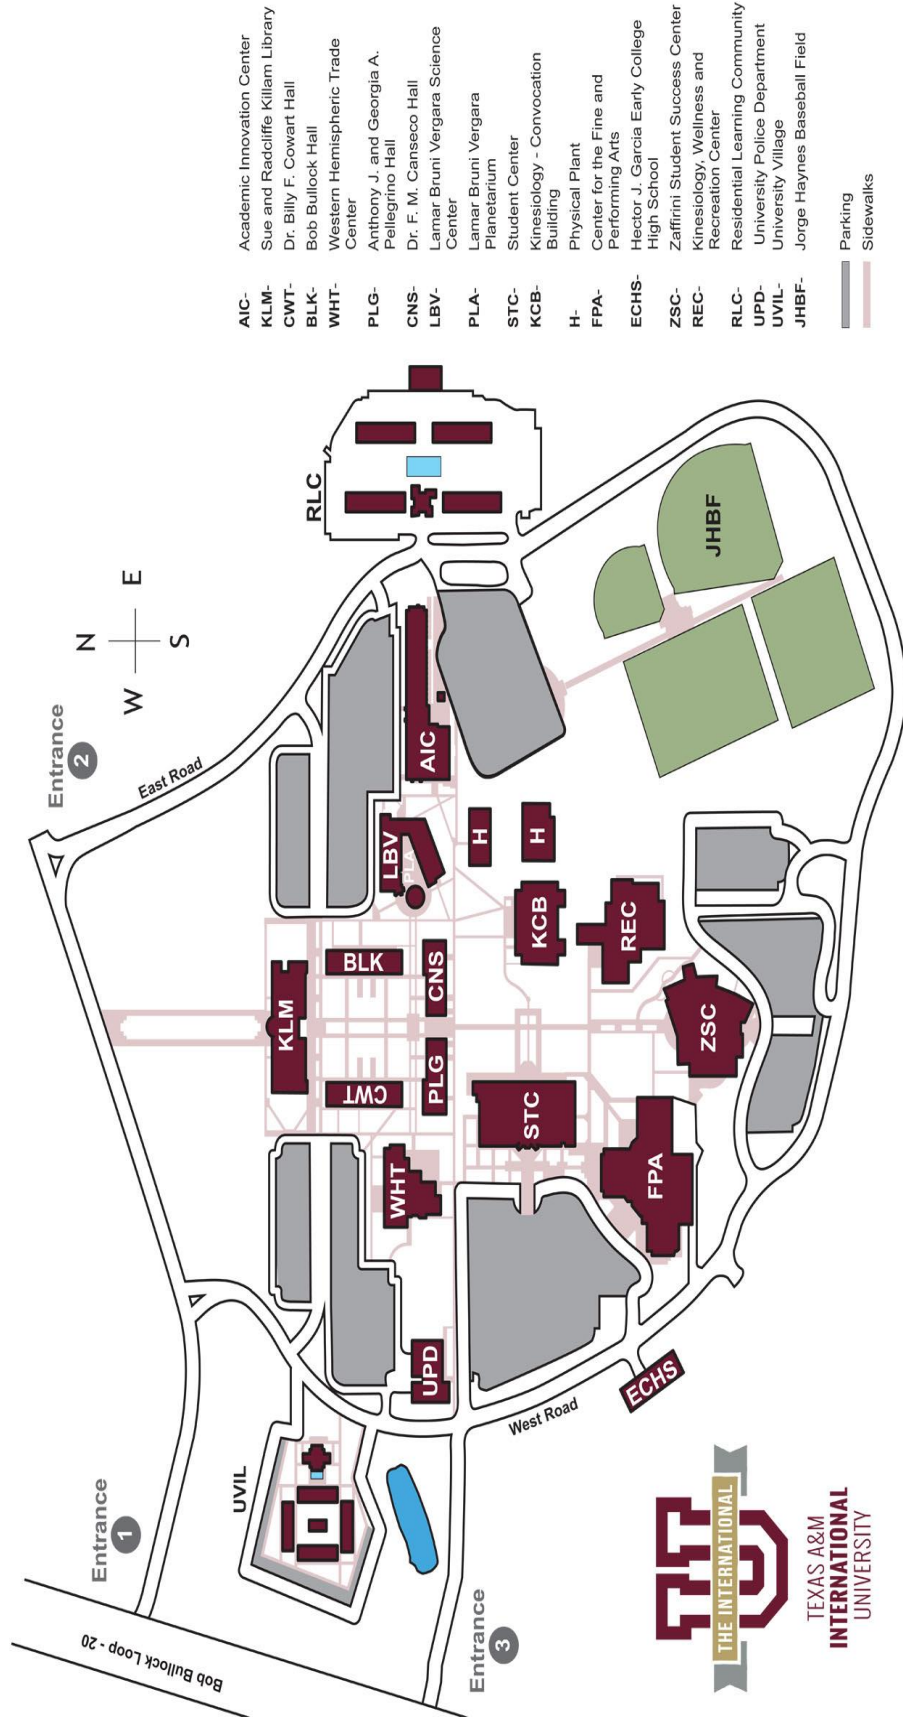 Bob Bullock Loop - 20
Entrance
1
Entrance
2
Entrance
3
East Road
West Road
N
W
E
S
UVIL
UPD
WHT
CWT
KLM
BLK
PLG
CNS
LBV
PLA
AIC
RLC
H
H
KCB
STC
REC
ZSC
FPA
ECHS
JHBF
AIC- Academic Innovation Center
KLM- Sue and Radcliffe Killam Library
CWT- Dr. Billy F. Cowart Hall
BLK- Bob Bullock Hall
WHT- Western Hemispheric Trade
Center
PLG- Anthony J. and Georgia A.
Pellegrino Hall
CNS- Dr. F. M. Canseco Hall
LBV- Lamar Bruni Vergara Science
Center
PLA- Lamar Bruni Vergara
Planetarium
STC- Student Center
KCB- Kinesiology - Convocation
Building
H- Physical Plant
FPA- Center for the Fine and
Performing Arts
ECHS- Hector J. Garcia Early College
High School
ZSC- Zaffirini Student Success Center
REC- Kinesiology, Wellness and
Recreation Center
RLC- Residential Learning Community
UPD- University Police Department
UVIL- University Village
JHBF- Jorge Haynes Baseball Field
Parking
Sidewalks
THE INTERNATIONAL
U
TEXAS A&M
INTERNATIONAL
UNIVERSITY